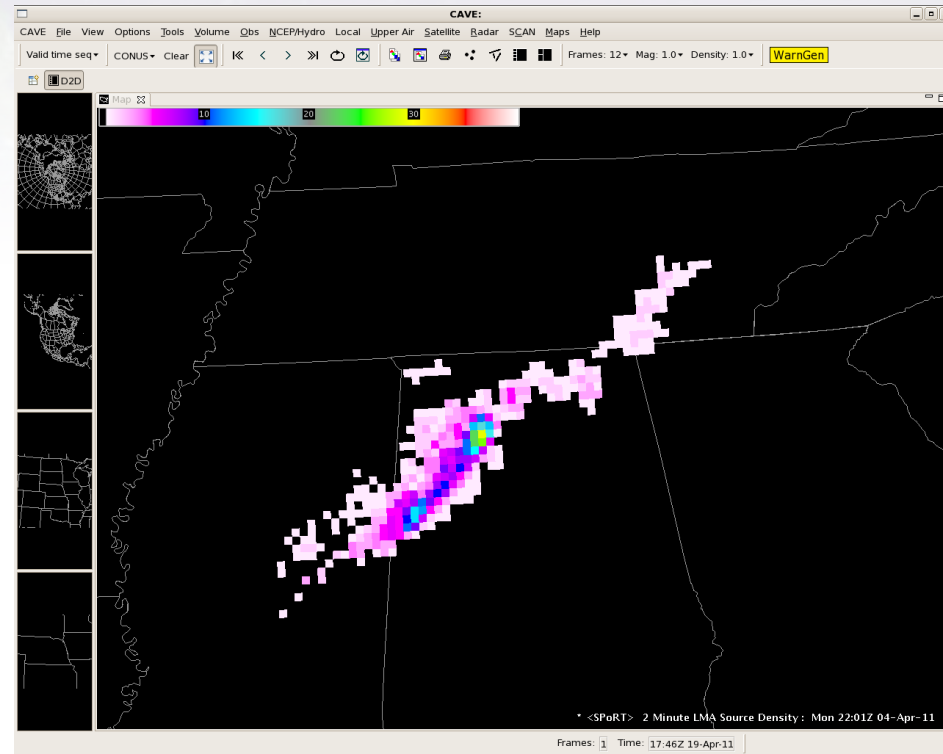 CAVE:
CAVE File View Options Tools Volume Obs NCEP/Hydro Local Upper Air Satellite Radar SCAN Maps Help
Valid time seq CONUS Clear Frames: 12 Mag: 1.0 Density: 1.0 WarnGen
D2D
Map
10 20 30
* <SPoRT> 2 Minute LMA Source Density : Mon 22:01Z 04-Apr-11
Frames: 1 Time: 17:46Z 19-Apr-11